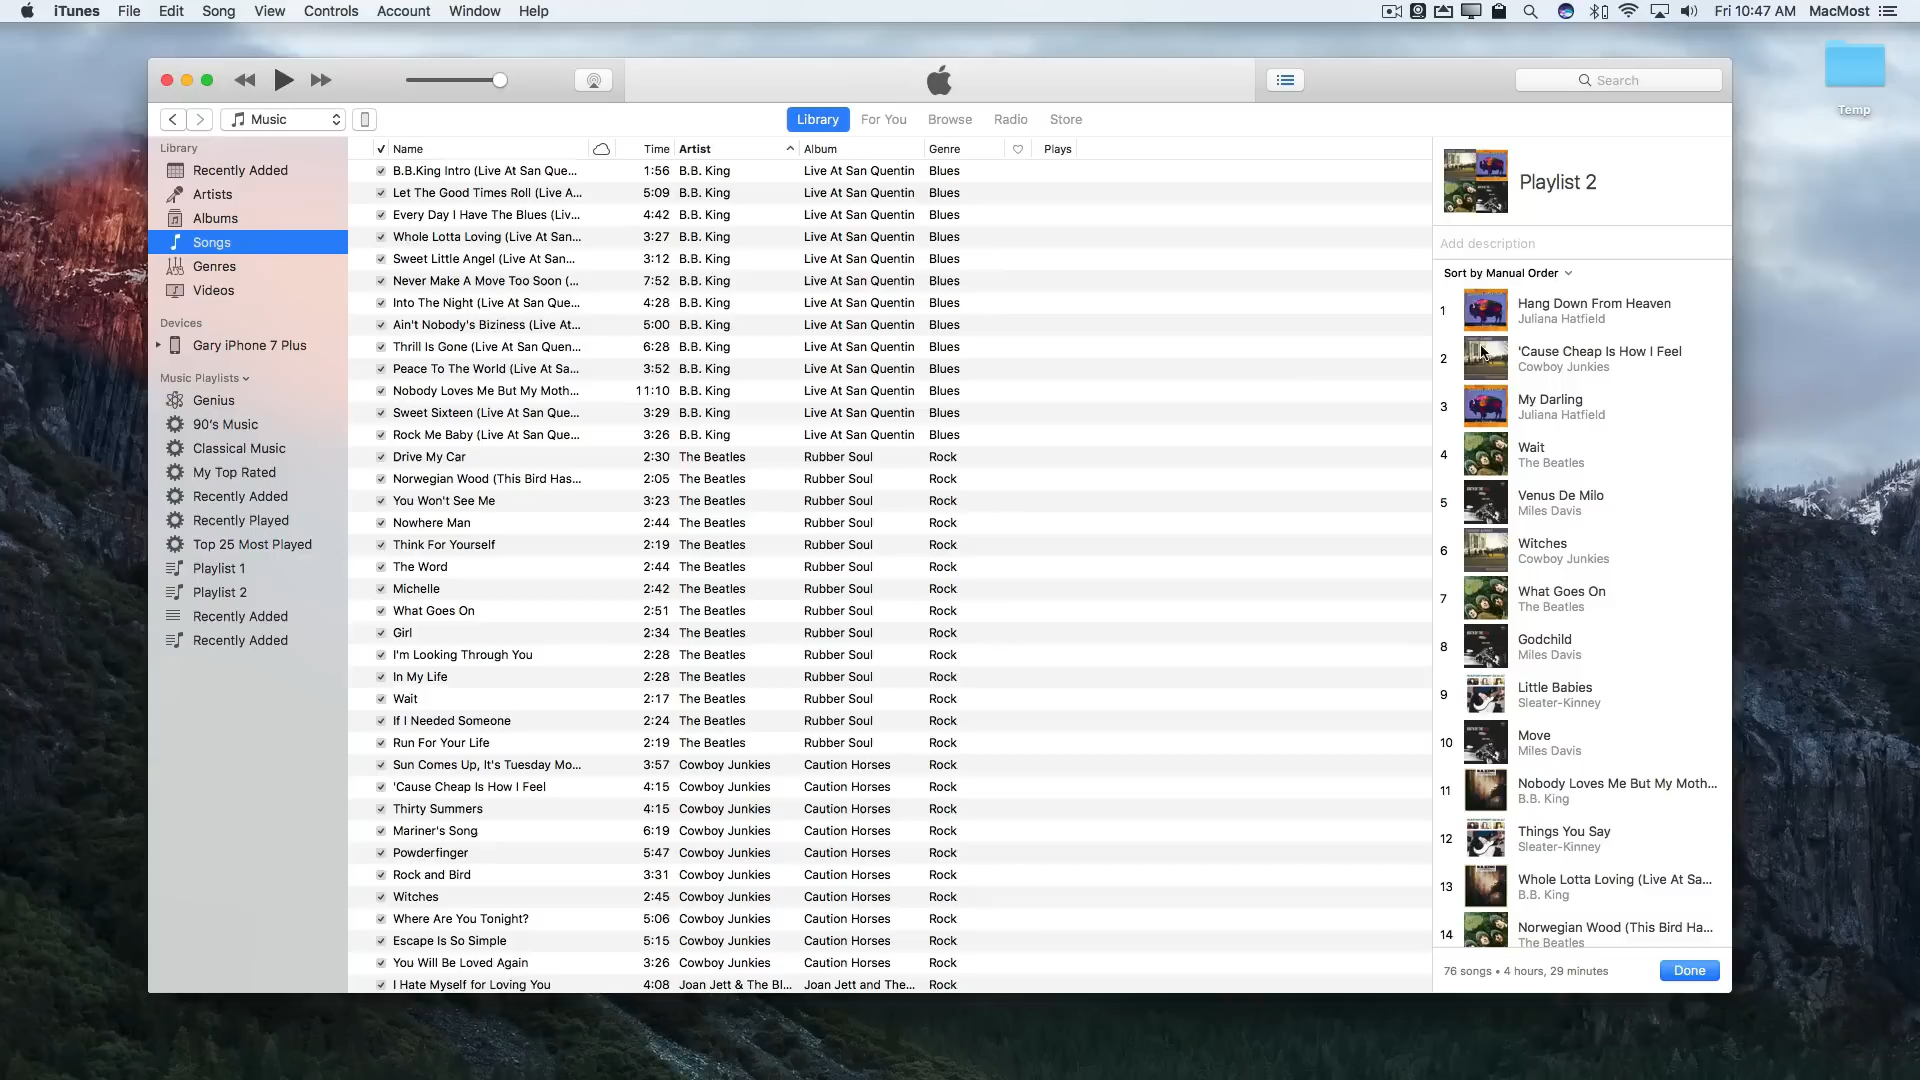 iTunes File Edit Song View Controls Account Window Help
Fri 10:47 AM MacMost
Temp
Search
Music
Library For You Browse Radio Store
Library
Recently Added
Artists
Albums
Songs
Genres
Videos
Devices
Gary iPhone 7 Plus
Music Playlists
Genius
90's Music
Classical Music
My Top Rated
Recently Added
Recently Played
Top 25 Most Played
Playlist 1
Playlist 2
Recently Added
Recently Added
Name Time Artist Album Genre Plays
B.B.King Intro (Live At San Que... 1:56 B.B. King Live At San Quentin Blues
Let The Good Times Roll (Live A... 5:09 B.B. King Live At San Quentin Blues
Every Day I Have The Blues (Liv... 4:42 B.B. King Live At San Quentin Blues
Whole Lotta Loving (Live At San... 3:27 B.B. King Live At San Quentin Blues
Sweet Little Angel (Live At San... 3:12 B.B. King Live At San Quentin Blues
Never Make A Move Too Soon (... 7:52 B.B. King Live At San Quentin Blues
Into The Night (Live At San Que... 4:28 B.B. King Live At San Quentin Blues
Ain't Nobody's Biziness (Live At... 5:00 B.B. King Live At San Quentin Blues
Thrill Is Gone (Live At San Quen... 6:28 B.B. King Live At San Quentin Blues
Peace To The World (Live At Sa... 3:52 B.B. King Live At San Quentin Blues
Nobody Loves Me But My Moth... 11:10 B.B. King Live At San Quentin Blues
Sweet Sixteen (Live At San Que... 3:29 B.B. King Live At San Quentin Blues
Rock Me Baby (Live At San Que... 3:26 B.B. King Live At San Quentin Blues
Drive My Car 2:30 The Beatles Rubber Soul Rock
Norwegian Wood (This Bird Has... 2:05 The Beatles Rubber Soul Rock
You Won't See Me 3:23 The Beatles Rubber Soul Rock
Nowhere Man 2:44 The Beatles Rubber Soul Rock
Think For Yourself 2:19 The Beatles Rubber Soul Rock
The Word 2:44 The Beatles Rubber Soul Rock
Michelle 2:42 The Beatles Rubber Soul Rock
What Goes On 2:51 The Beatles Rubber Soul Rock
Girl 2:34 The Beatles Rubber Soul Rock
I'm Looking Through You 2:28 The Beatles Rubber Soul Rock
In My Life 2:28 The Beatles Rubber Soul Rock
Wait 2:17 The Beatles Rubber Soul Rock
If I Needed Someone 2:24 The Beatles Rubber Soul Rock
Run For Your Life 2:19 The Beatles Rubber Soul Rock
Sun Comes Up, It's Tuesday Mo... 3:57 Cowboy Junkies Caution Horses Rock
'Cause Cheap Is How I Feel 4:15 Cowboy Junkies Caution Horses Rock
Thirty Summers 4:15 Cowboy Junkies Caution Horses Rock
Mariner's Song 6:19 Cowboy Junkies Caution Horses Rock
Powderfinger 5:47 Cowboy Junkies Caution Horses Rock
Rock and Bird 3:31 Cowboy Junkies Caution Horses Rock
Witches 2:45 Cowboy Junkies Caution Horses Rock
Where Are You Tonight? 5:06 Cowboy Junkies Caution Horses Rock
Escape Is So Simple 5:15 Cowboy Junkies Caution Horses Rock
You Will Be Loved Again 3:26 Cowboy Junkies Caution Horses Rock
I Hate Myself for Loving You 4:08 Joan Jett & The Bl... Joan Jett and The... Rock
Playlist 2
Add description
Sort by Manual Order
1 Hang Down From Heaven
Juliana Hatfield
2 'Cause Cheap Is How I Feel
Cowboy Junkies
3 My Darling
Juliana Hatfield
4 Wait
The Beatles
5 Venus De Milo
Miles Davis
6 Witches
Cowboy Junkies
7 What Goes On
The Beatles
8 Godchild
Miles Davis
9 Little Babies
Sleater-Kinney
10 Move
Miles Davis
11 Nobody Loves Me But My Moth...
B.B. King
12 Things You Say
Sleater-Kinney
13 Whole Lotta Loving (Live At Sa...
B.B. King
14 Norwegian Wood (This Bird Ha...
The Beatles
76 songs • 4 hours, 29 minutes
Done